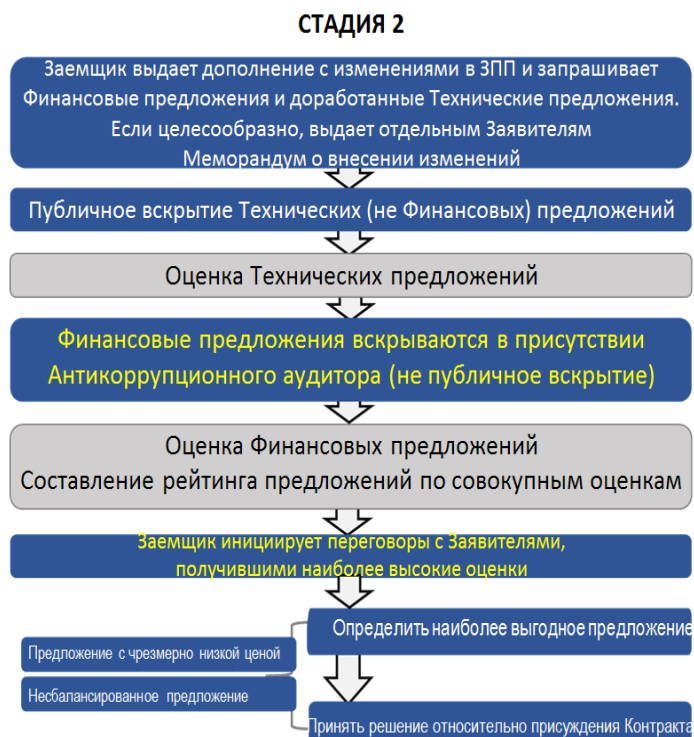 СТАДИЯ 2
Заемщик выдает дополнение с изменениями в ЗПП и запрашивает
Финансовые предложения и доработанные Технические предложения.
Если целесообразно, выдает отдельным Заявителям
Меморандум о внесении изменений
Публичное вскрытие Технических (не Финансовых) предложений
Оценка Технических предложений
Финансовые предложения вскрываются в присутствии
Антикоррупционного аудитора (не публичное вскрытие)
Оценка Финансовых предложений
Составление рейтинга предложений по совокупным оценкам
Заемщик инициирует переговоры с Заявителями,
получившими наиболее высокие оценки
Определить наиболее выгодное предложение
Предложение с чрезмерно низкой ценой
Несбалансированное предложение
Принять решение относительно присуждения Контракта